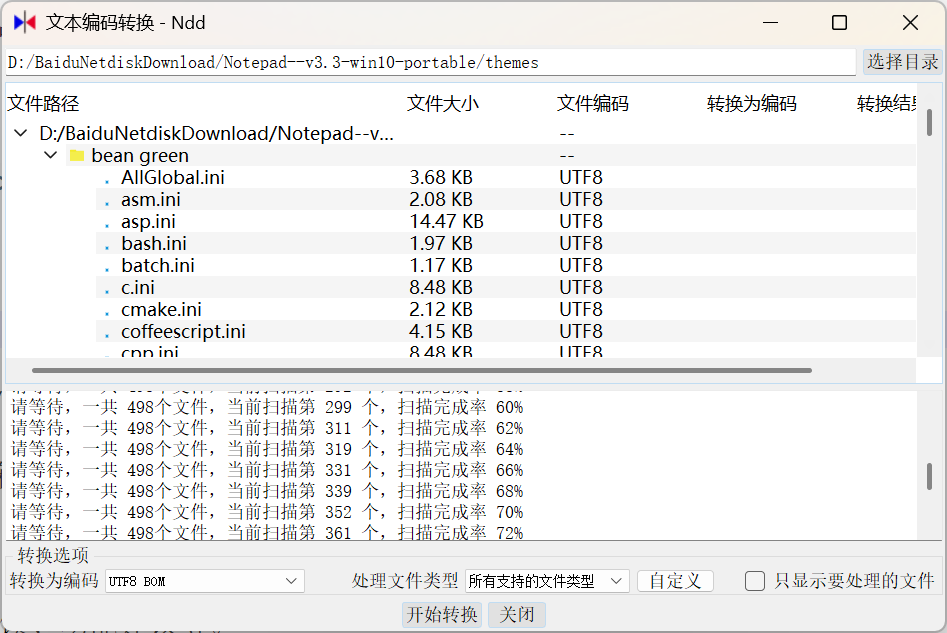 文本编码转换 - Ndd
D:/BaiduNetdiskDownload/Notepad--v3.3-win10-portable/themes 选择目录
文件路径 文件大小 文件编码 转换为编码 转换结果
D:/BaiduNetdiskDownload/Notepad--v... --
bean green --
AllGlobal.ini 3.68 KB UTF8
asm.ini 2.08 KB UTF8
asp.ini 14.47 KB UTF8
bash.ini 1.97 KB UTF8
batch.ini 1.17 KB UTF8
c.ini 8.48 KB UTF8
cmake.ini 2.12 KB UTF8
coffeescript.ini 4.15 KB UTF8
cpp.ini 8.48 KB UTF8
请等待，一共 498个文件，当前扫描第 299 个，扫描完成率 60%
请等待，一共 498个文件，当前扫描第 311 个，扫描完成率 62%
请等待，一共 498个文件，当前扫描第 319 个，扫描完成率 64%
请等待，一共 498个文件，当前扫描第 331 个，扫描完成率 66%
请等待，一共 498个文件，当前扫描第 339 个，扫描完成率 68%
请等待，一共 498个文件，当前扫描第 352 个，扫描完成率 70%
请等待，一共 498个文件，当前扫描第 361 个，扫描完成率 72%
转换选项
转换为编码 UTF8 BOM 处理文件类型 所有支持的文件类型 自定义 只显示要处理的文件
开始转换 关闭